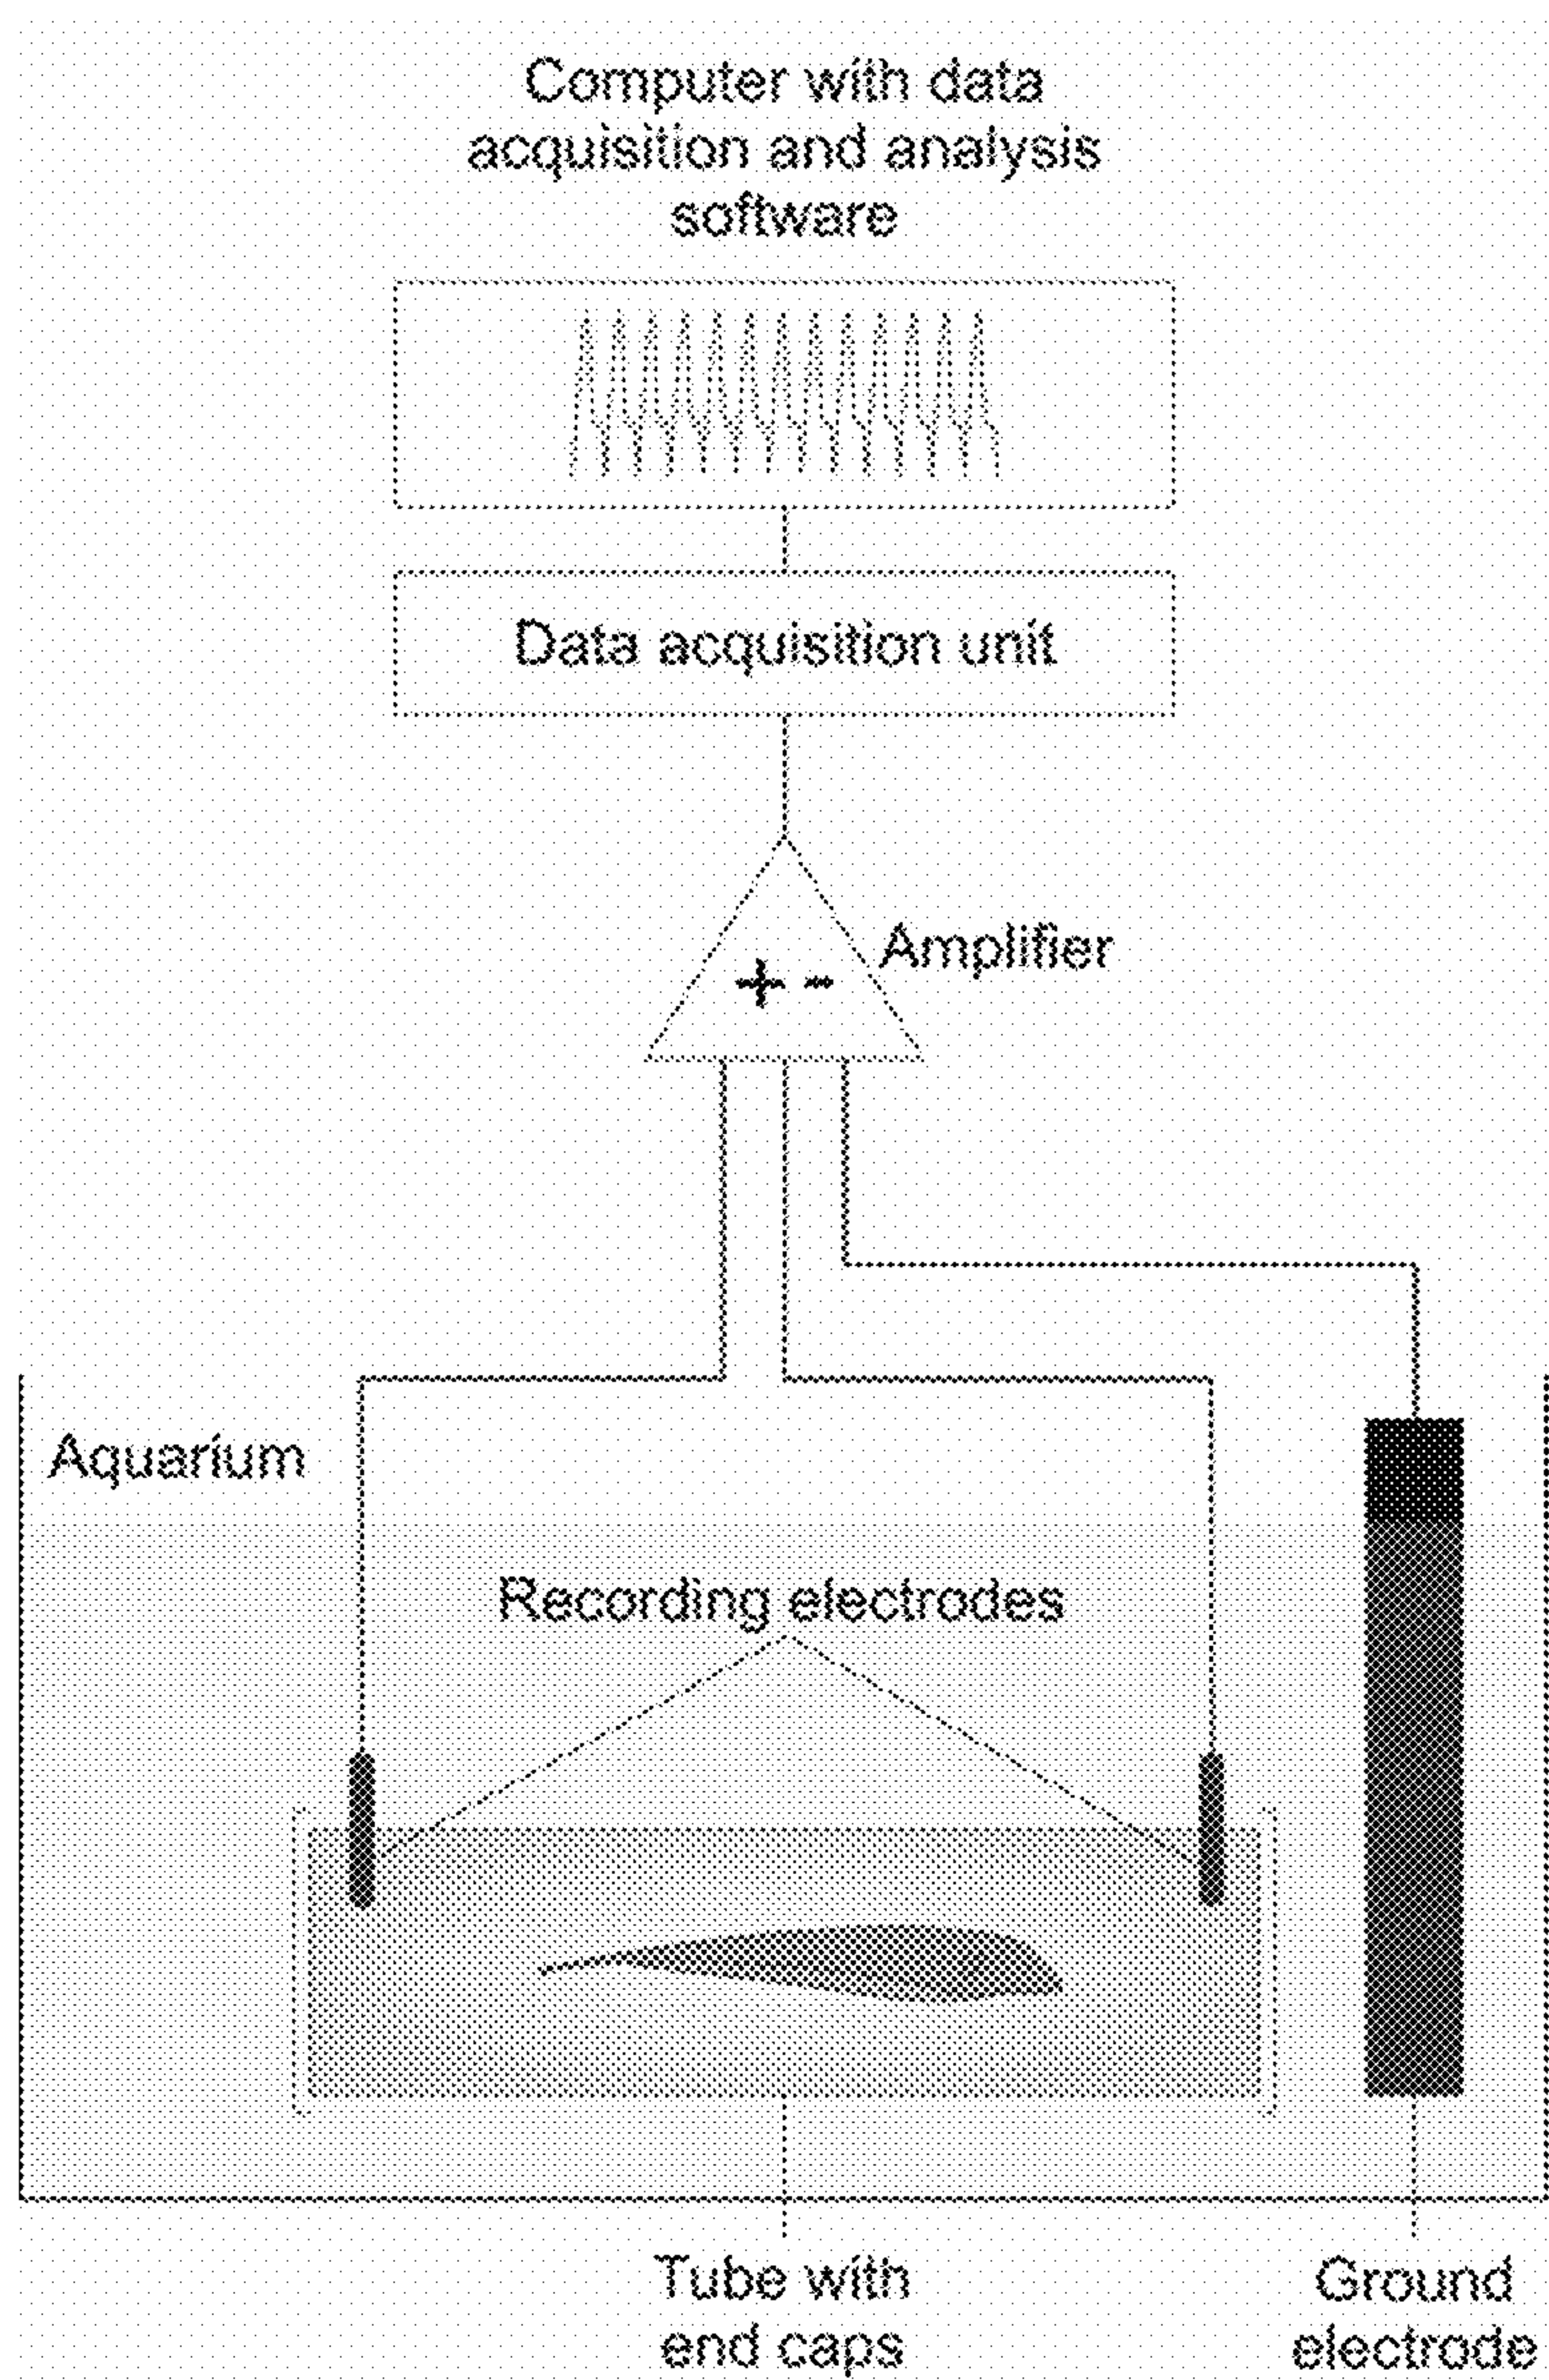 Computer with data
acquisition and analysis
software
Data acquisition unit
Amplifier
+ -
Aquarium
Recording electrodes
Tube with
end caps
Ground
electrode